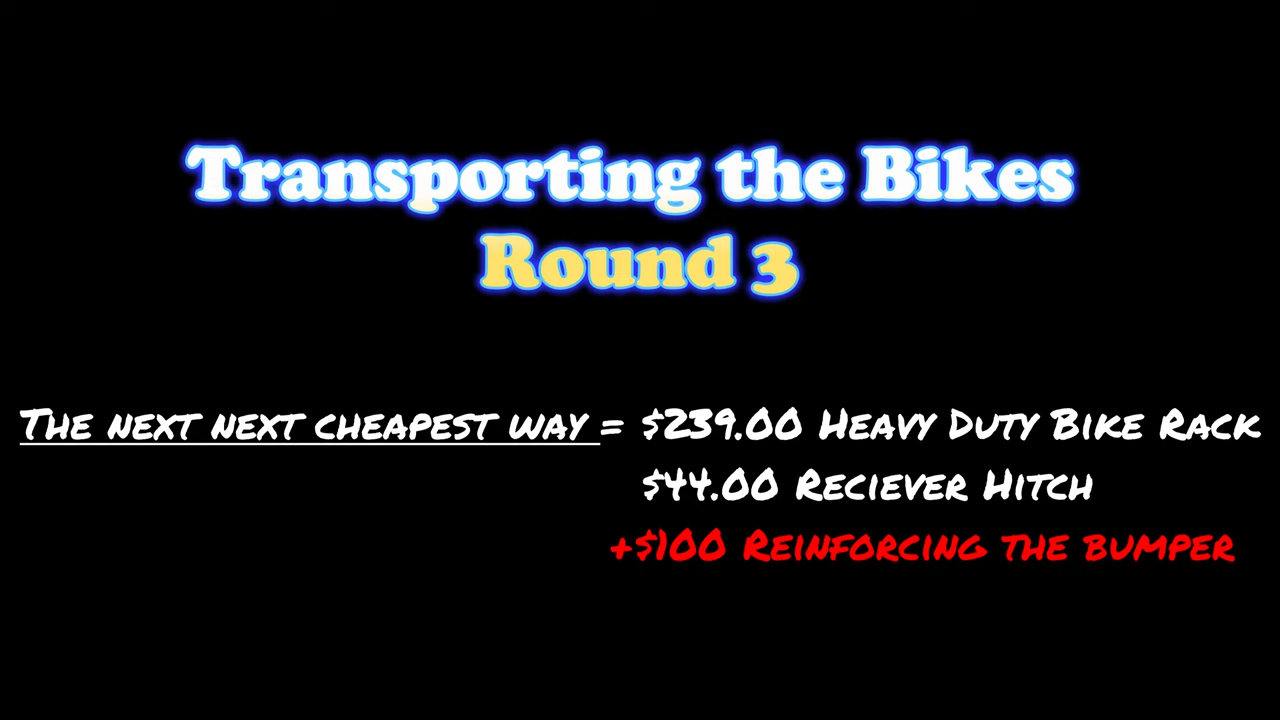 Transporting the Bikes
Round 3
The next next cheapest way = $239.00 Heavy Duty Bike Rack
$44.00 Reciever Hitch
+$100 Reinforcing the bumper